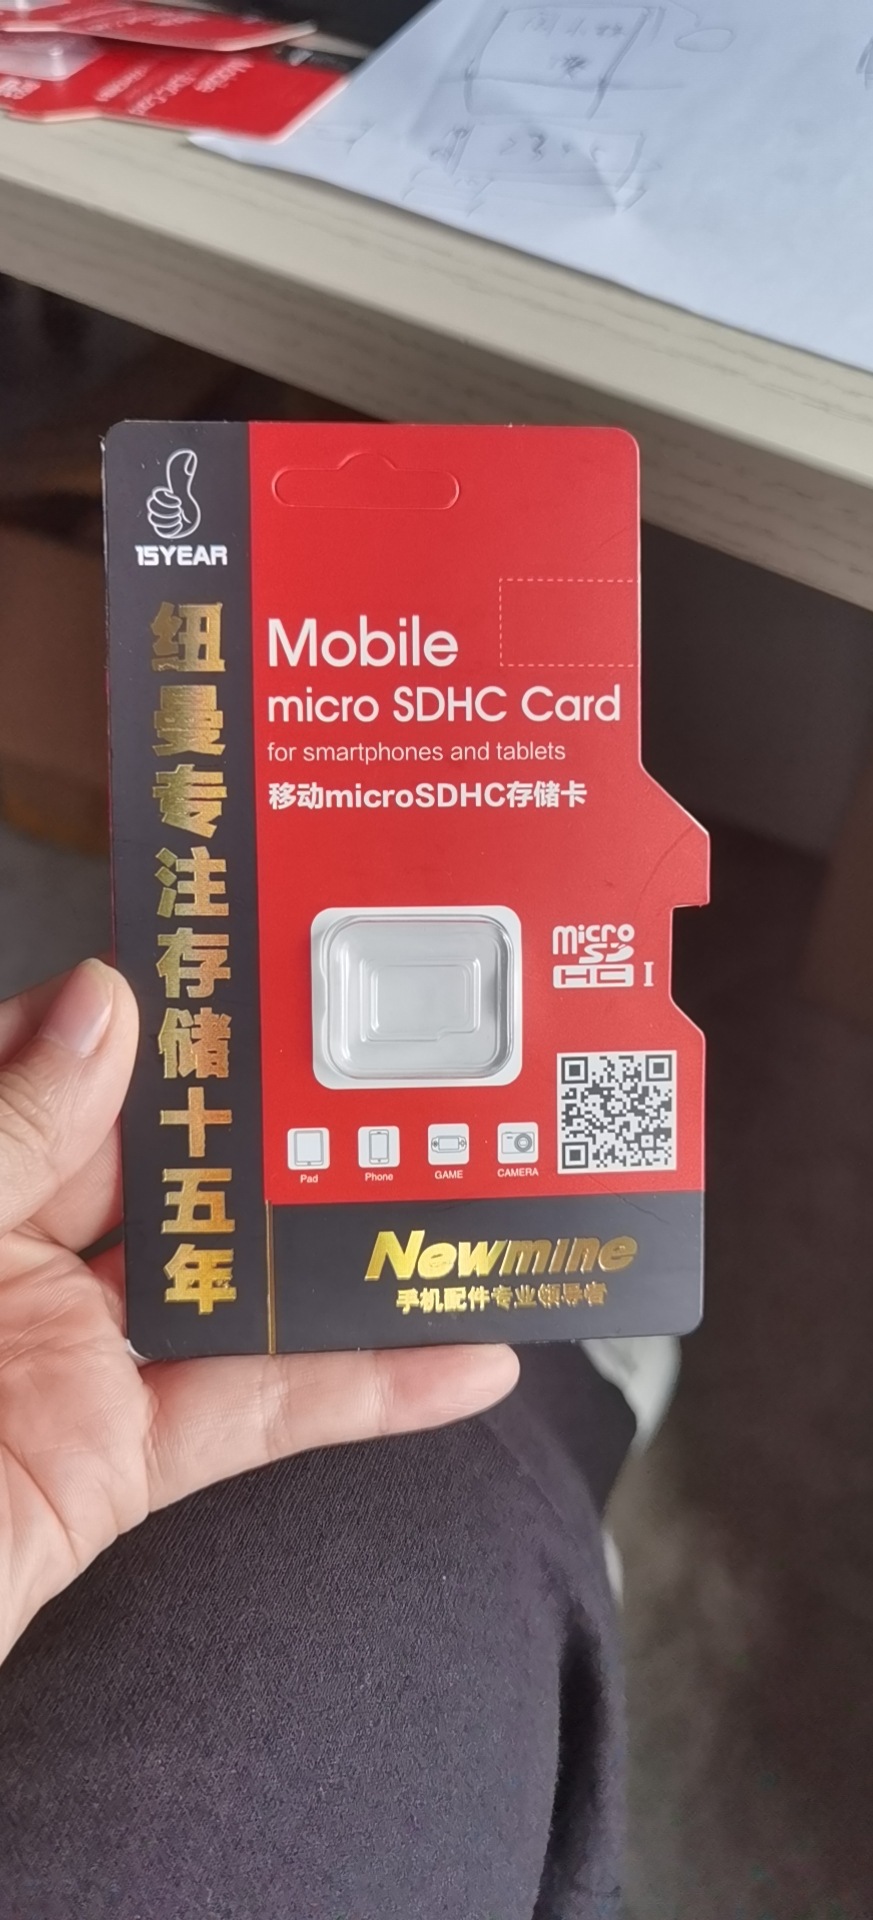 15YEAR
纽曼专注存储十五年
Mobile
micro SDHC Card
for smartphones and tablets
移动microSDHC存储卡
micro
SD
HC I
Pad
Phone
GAME
CAMERA
Newmine
手机配件专业领导者